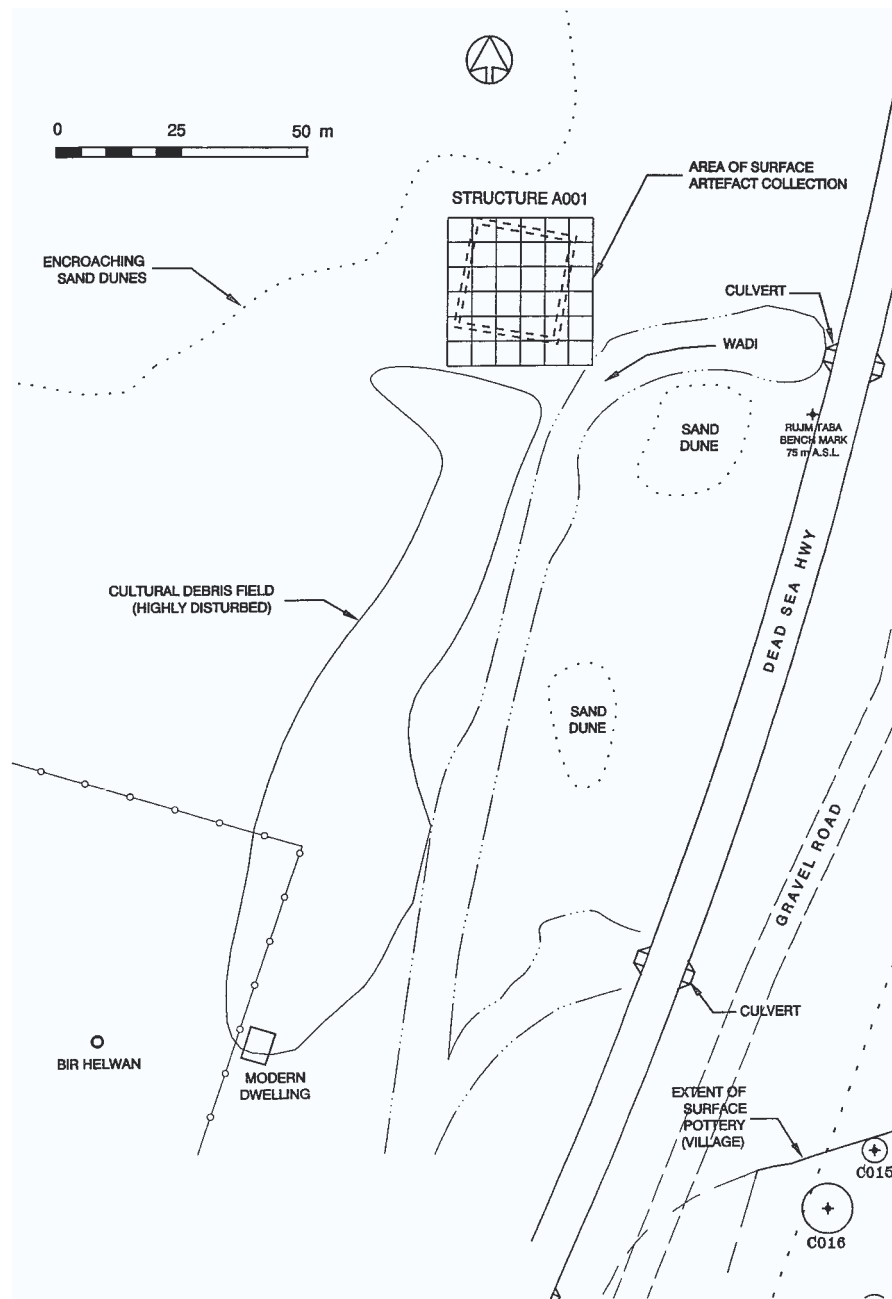 0 25 50 m
AREA OF SURFACE
ARTEFACT COLLECTION
STRUCTURE A001
ENCROACHING
SAND DUNES
CULVERT
WADI
SAND
DUNE
RUJM TABA
BENCH MARK
75 m A.S.L.
CULTURAL DEBRIS FIELD
(HIGHLY DISTURBED)
DEAD SEA HWY
SAND
DUNE
GRAVEL ROAD
CULVERT
BIR HELWAN
MODERN
DWELLING
EXTENT OF
SURFACE
POTTERY
(VILLAGE)
C015
C016